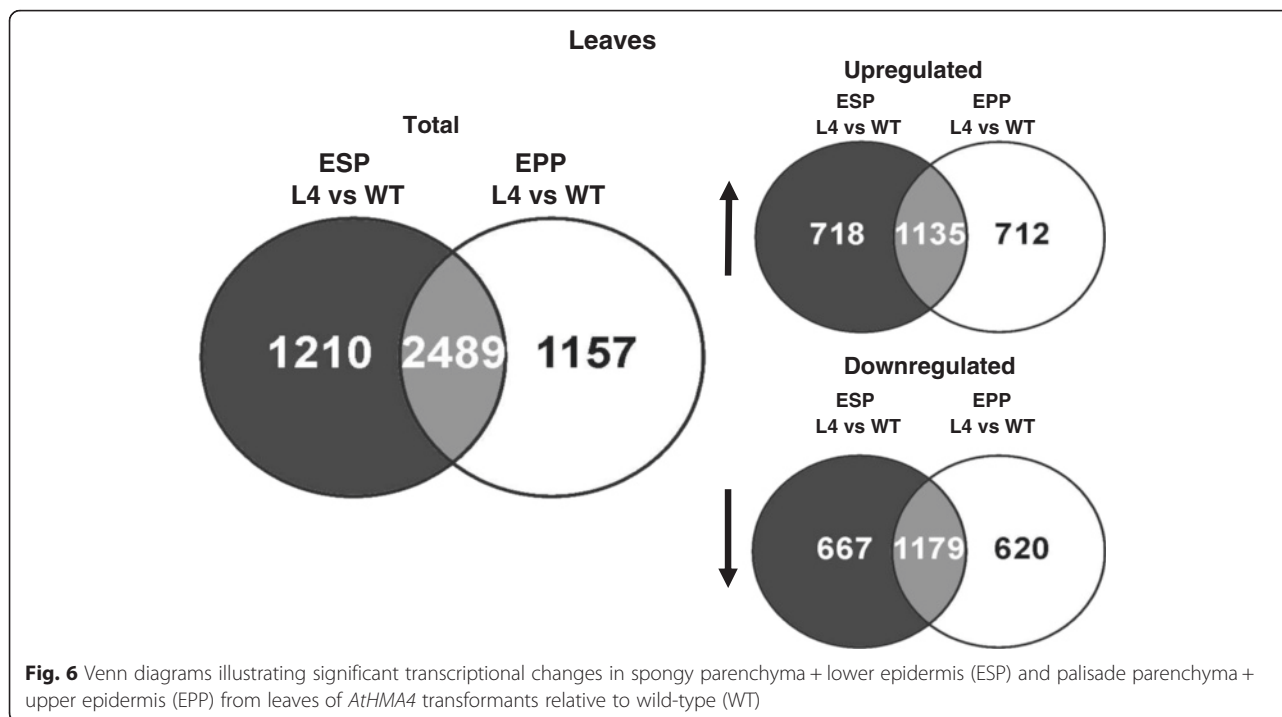 Leaves
Total
ESP
L4 vs WT
EPP
L4 vs WT
1210
2489
1157
Upregulated
ESP
L4 vs WT
EPP
L4 vs WT
718
1135
712
Downregulated
ESP
L4 vs WT
EPP
L4 vs WT
667
1179
620
Fig. 6 Venn diagrams illustrating significant transcriptional changes in spongy parenchyma + lower epidermis (ESP) and palisade parenchyma +
upper epidermis (EPP) from leaves of AtHMA4 transformants relative to wild-type (WT)